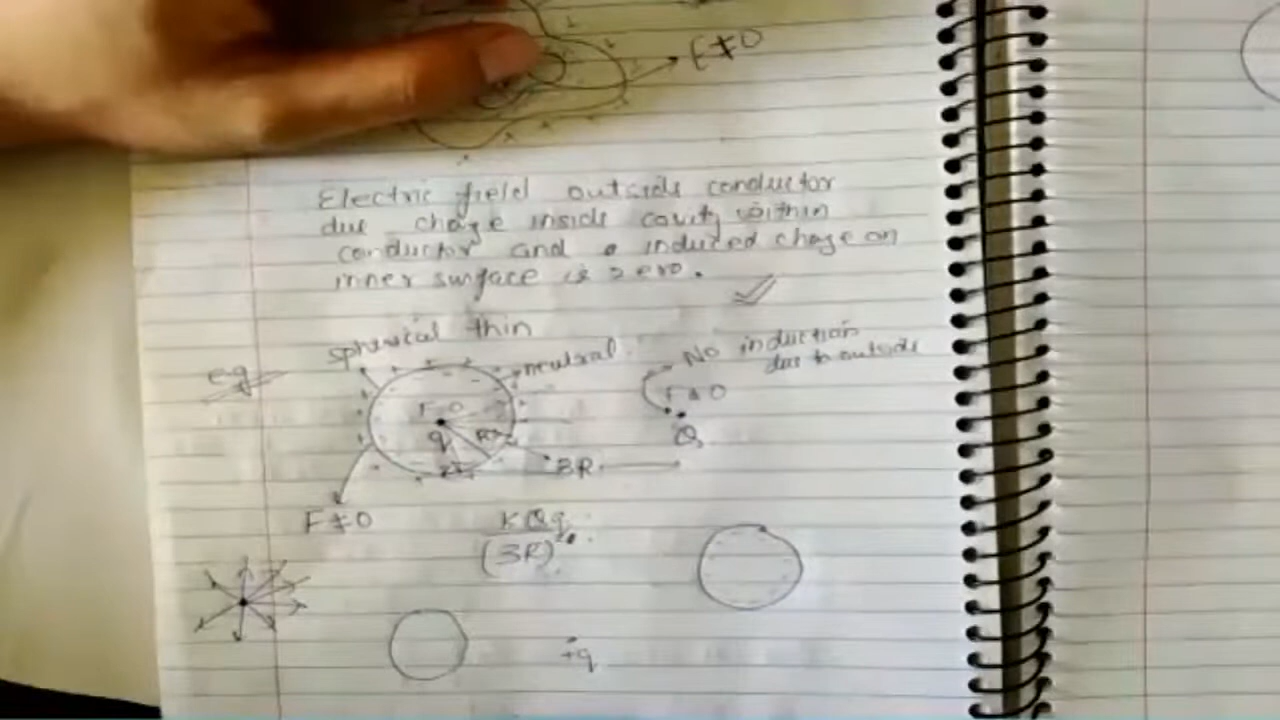 E≠0
Electric field outside conductor
due charge inside cavity within
conductor and induced charge on
inner surface is zero.
spherical thin
eg
neutral
No induction
due to outside
F=0
F≠0
q
Q
3R
F≠0
KQq
(3R)²
+q